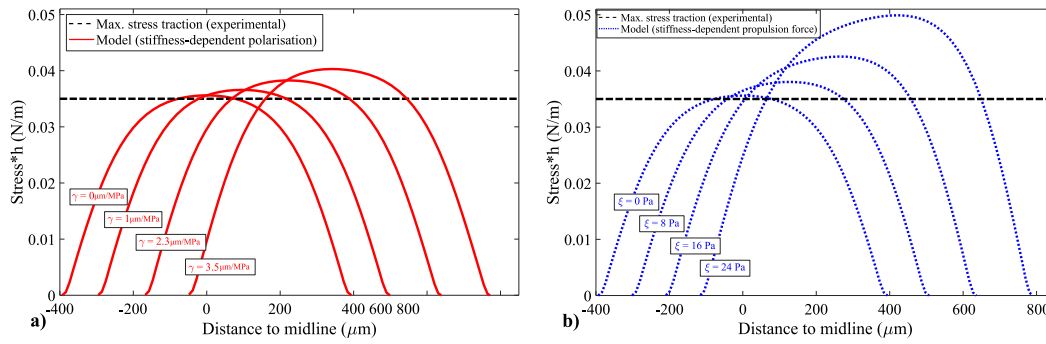 0.05
0.04
0.03
0.02
0.01
0
Stress*h (N/m)
Max. stress traction (experimental)
Model (stiffness-dependent polarisation)
γ = 0μm/MPa
γ = 1μm/MPa
γ = 2.3μm/MPa
γ = 3.5μm/MPa
-400 -200 0 200 400 600 800
Distance to midline (μm)
a)
0.05
0.04
0.03
0.02
0.01
0
Stress*h (N/m)
Max. stress traction (experimental)
Model (stiffness-dependent propulsion force)
ξ = 0 Pa
ξ = 8 Pa
ξ = 16 Pa
ξ = 24 Pa
-400 -200 0 200 400 600 800
Distance to midline (μm)
b)